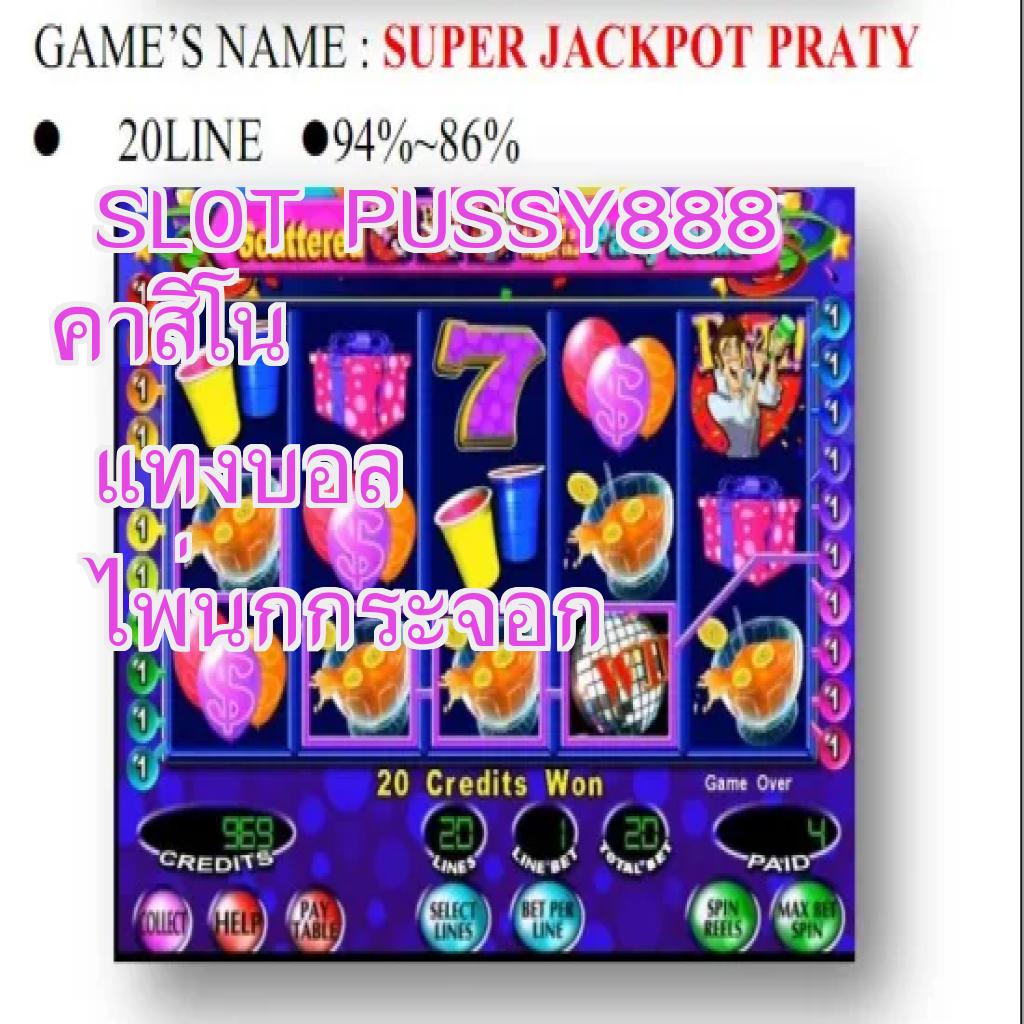 GAME'S NAME : SUPER JACKPOT PRATY
● 20LINE ●94%~86%
SLOT PUSSY888
Scattered
คาสิโน
แทงบอล
ไพ่นกกระจอก
20 Credits Won
Game Over
969 20 1 20 4
CREDITS LINES LINE BET TOTAL BET PAID
COLLECT HELP PAY TABLE SELECT LINES BET PER LINE SPIN REELS MAX BET SPIN